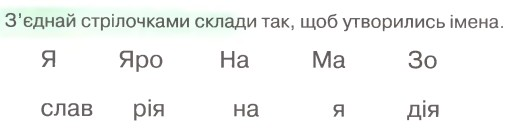 З'єднай стрілочками склади так, щоб утворились імена.
Я Яро На Ма Зо
слав рія на я дія